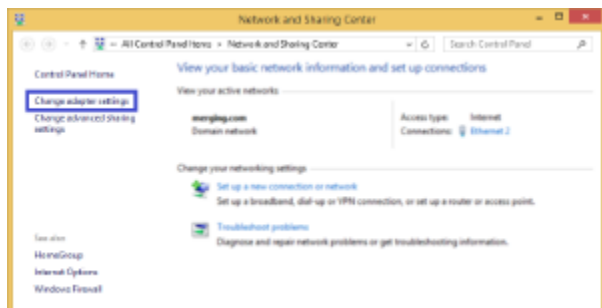 Network and Sharing Center
All Control Panel Items > Network and Sharing Center
Search Control Panel
Control Panel Home
Change adapter settings
Change advanced sharing
settings
See also
HomeGroup
Internet Options
Windows Firewall
View your basic network information and set up connections
View your active networks
merging.com
Domain network
Access type: Internet
Connections: Ethernet 2
Change your networking settings
Set up a new connection or network
Set up a broadband, dial-up or VPN connection, or set up a router or access point.
Troubleshoot problems
Diagnose and repair network problems or get troubleshooting information.